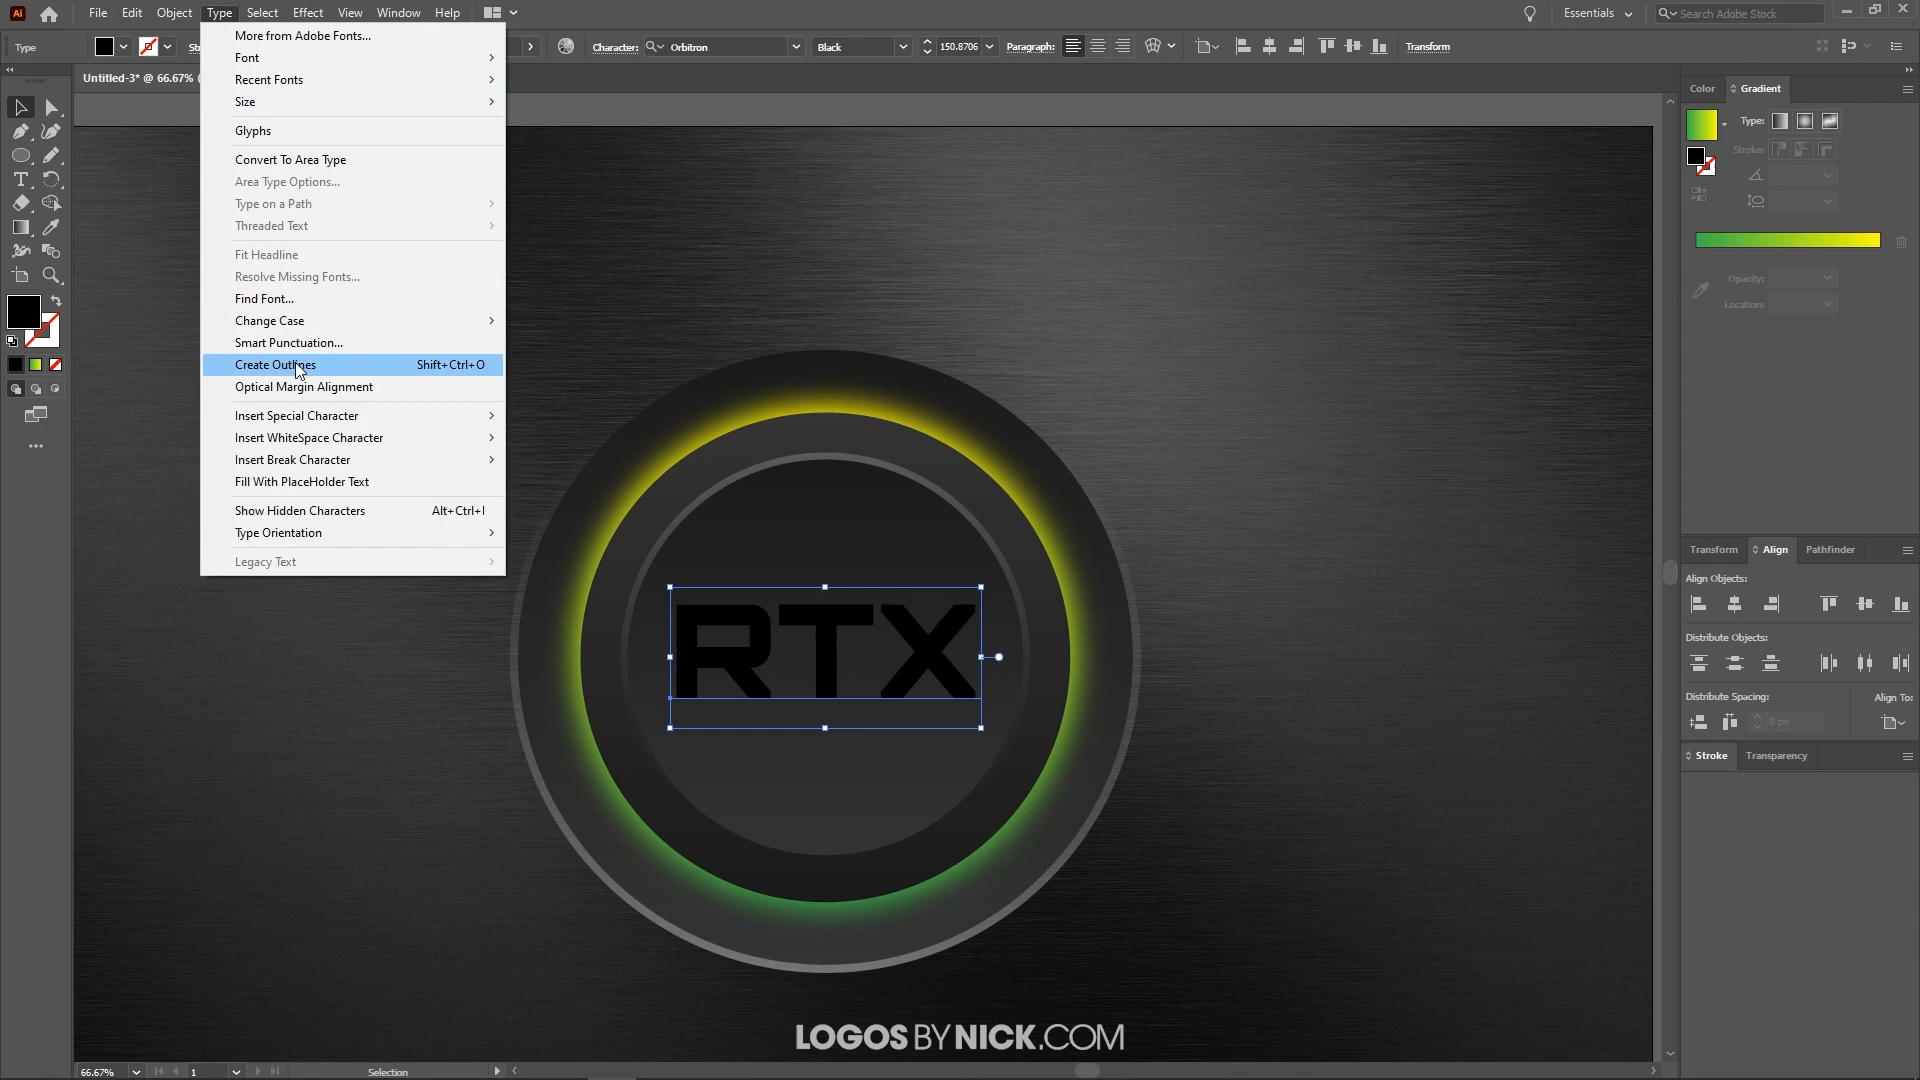 Ai
File Edit Object Type Select Effect View Window Help
Essentials
Search Adobe Stock
Type
Character: Orbitron
Black
150.8706
Paragraph:
Transform
Untitled-3* @ 66.67%
More from Adobe Fonts...
Font
Recent Fonts
Size
Glyphs
Convert To Area Type
Area Type Options...
Type on a Path
Threaded Text
Fit Headline
Resolve Missing Fonts...
Find Font...
Change Case
Smart Punctuation...
Create Outlines Shift+Ctrl+O
Optical Margin Alignment
Insert Special Character
Insert WhiteSpace Character
Insert Break Character
Fill With PlaceHolder Text
Show Hidden Characters Alt+Ctrl+I
Type Orientation
Legacy Text
RTX
LOGOS BY NICK.COM
Color Gradient
Type:
Stroke:
Opacity:
Location:
Transform Align Pathfinder
Align Objects:
Distribute Objects:
Distribute Spacing: Align To:
0 px
Stroke Transparency
66.67% 1 Selection